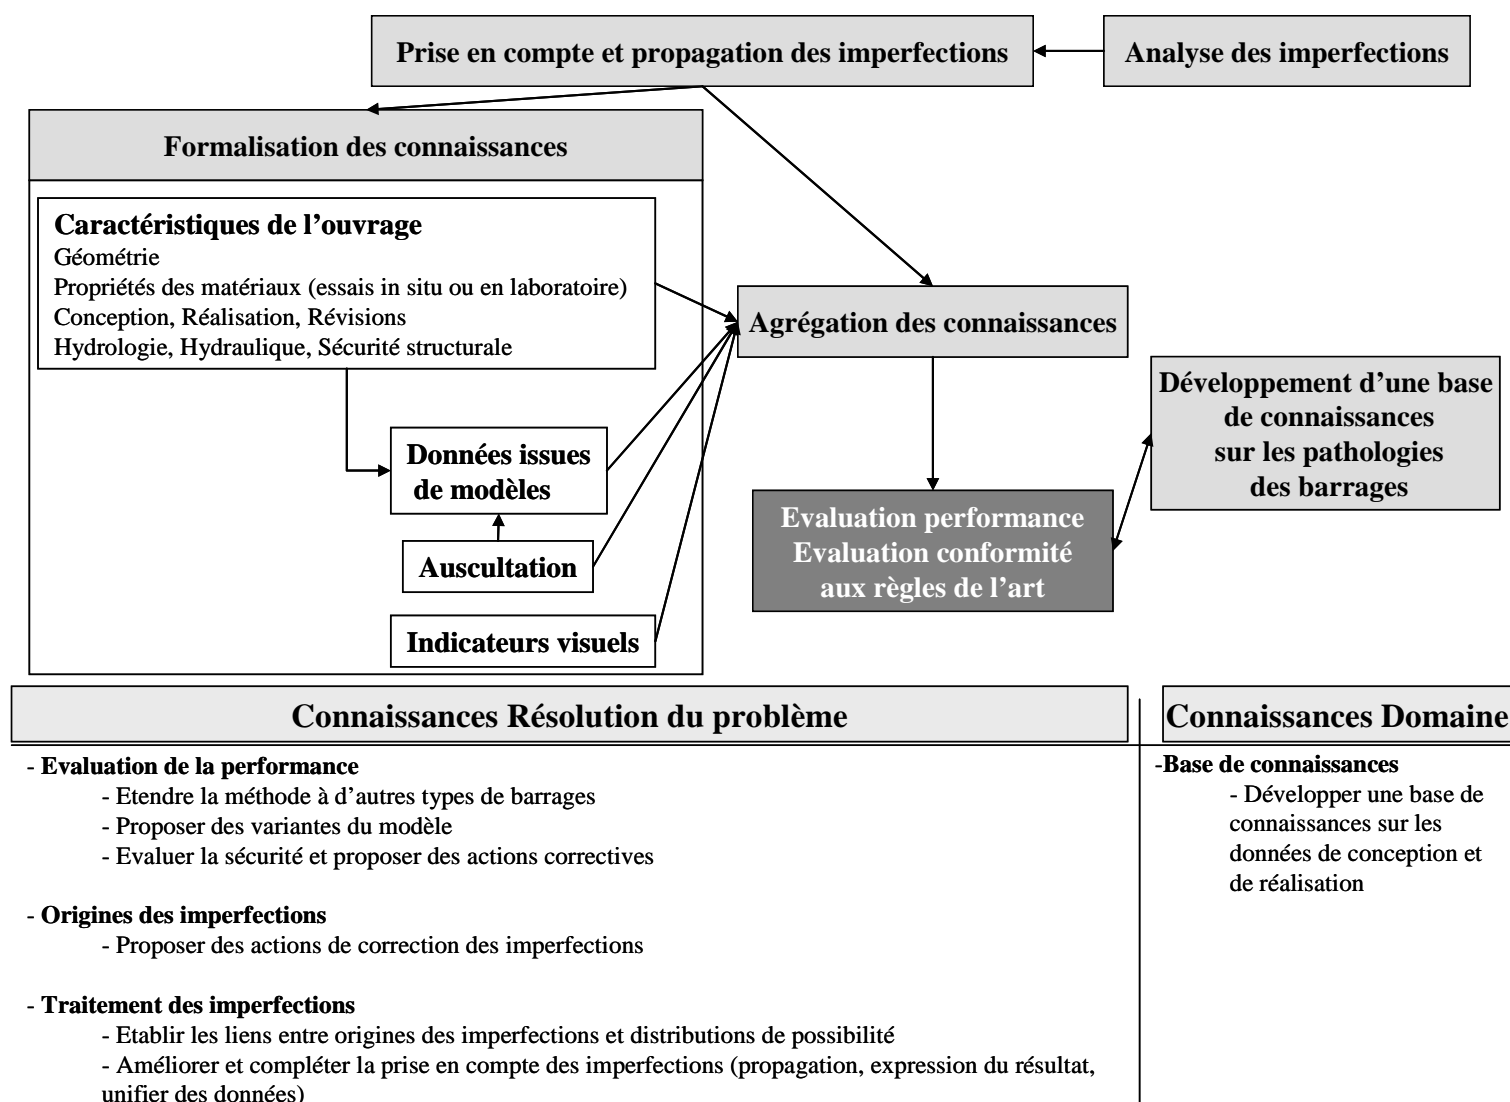 Prise en compte et propagation des imperfections
Analyse des imperfections
Formalisation des connaissances
Caractéristiques de l’ouvrage
Géométrie
Propriétés des matériaux (essais in situ ou en laboratoire)
Conception, Réalisation, Révisions
Hydrologie, Hydraulique, Sécurité structurale
Agrégation des connaissances
Développement d’une base
de connaissances
sur les pathologies
des barrages
Données issues
de modèles
Evaluation performance
Evaluation conformité
aux règles de l’art
Auscultation
Indicateurs visuels
Connaissances Résolution du problème
- Evaluation de la performance
- Etendre la méthode à d’autres types de barrages
- Proposer des variantes du modèle
- Evaluer la sécurité et proposer des actions correctives
- Origines des imperfections
- Proposer des actions de correction des imperfections
- Traitement des imperfections
- Etablir les liens entre origines des imperfections et distributions de possibilité
- Améliorer et compléter la prise en compte des imperfections (propagation, expression du résultat,
unifier des données)
Connaissances Domaine
-Base de connaissances
- Développer une base de
connaissances sur les
données de conception et
de réalisation